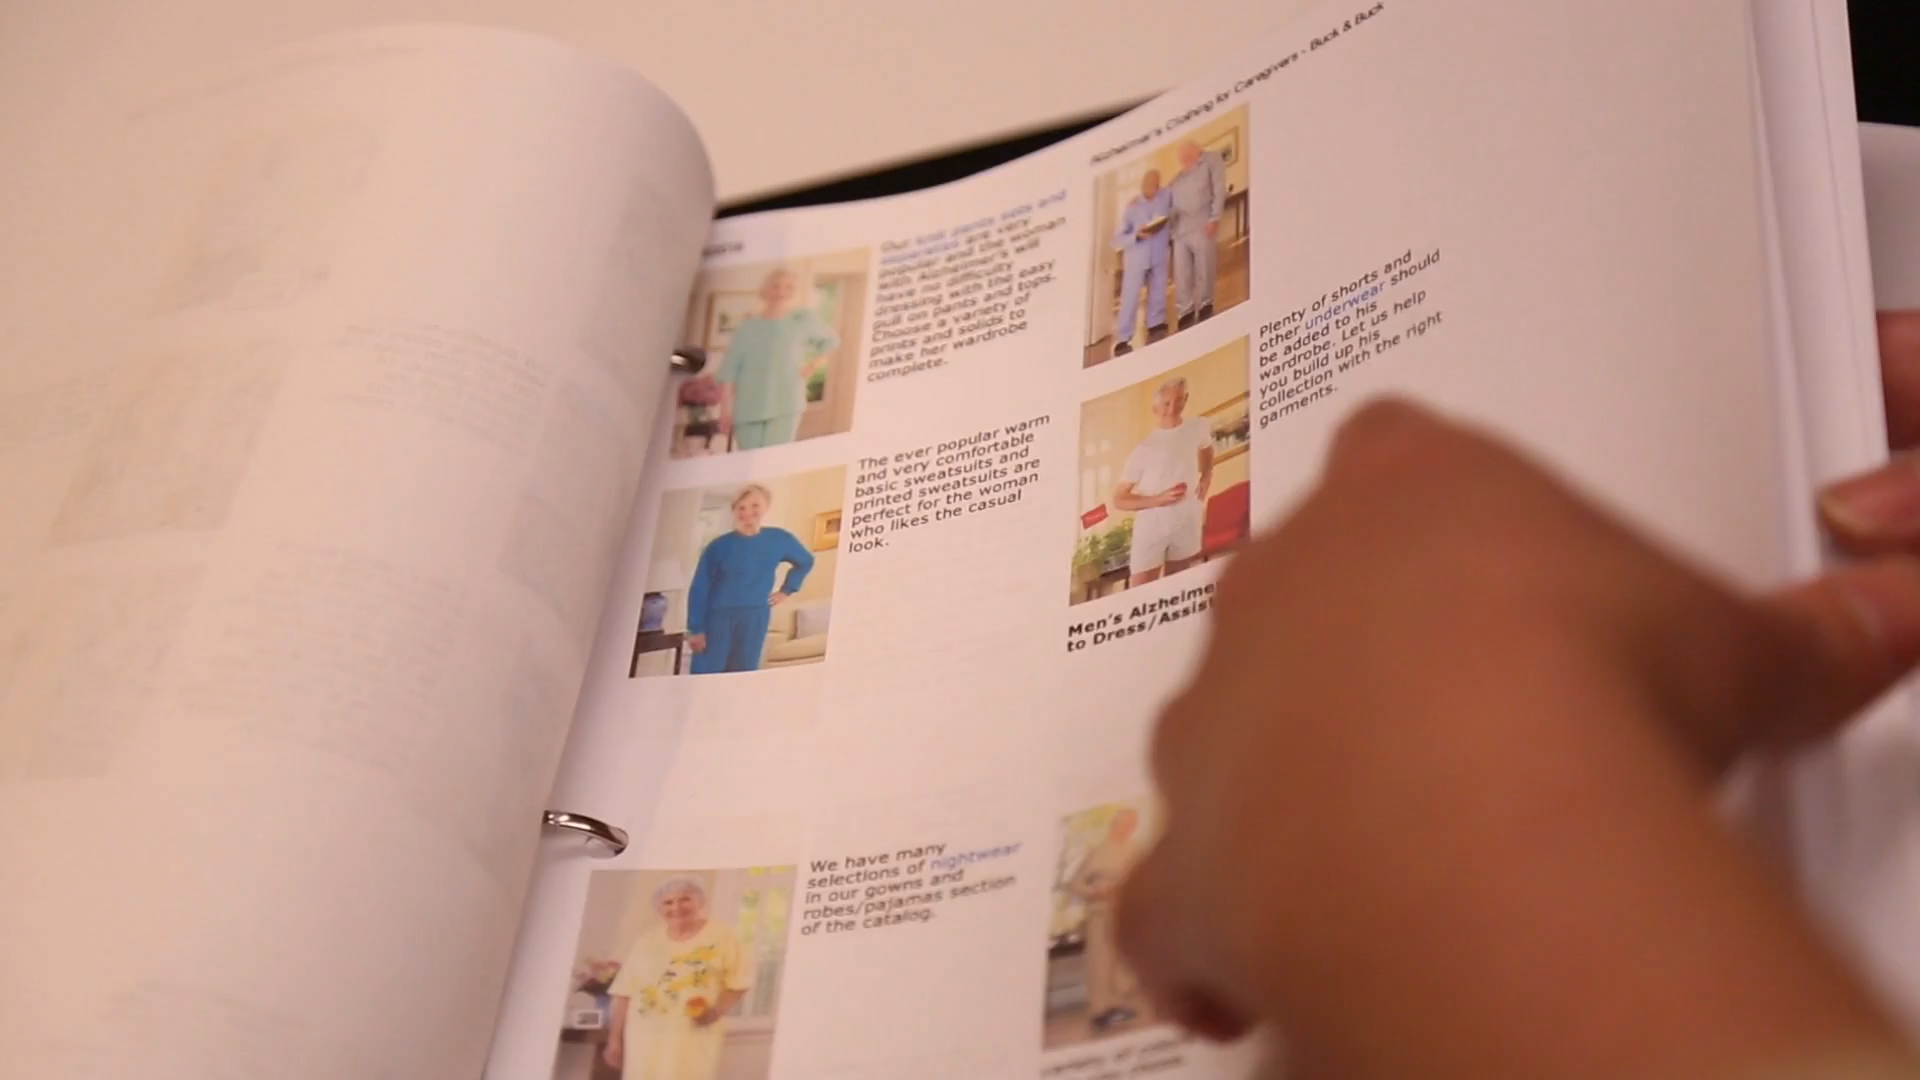 Alzheimer's Clothing for Caregivers - Buck & Buck
Our knit pants sets and
separates are very
popular and the woman
with Alzheimer's will
have no difficulty
dressing with the easy
pull on pants and tops.
Choose a variety of
prints and solids to
make her wardrobe
complete.
The ever popular warm
and very comfortable
basic sweatsuits and
printed sweatsuits are
perfect for the woman
who likes the casual
look.
We have many
selections of nightwear
in our gowns and
robes/pajamas section
of the catalog.
Plenty of shorts and
other underwear should
be added to his
wardrobe. Let us help
you build up his
collection with the right
garments.
Men's Alzheime
to Dress/Assis